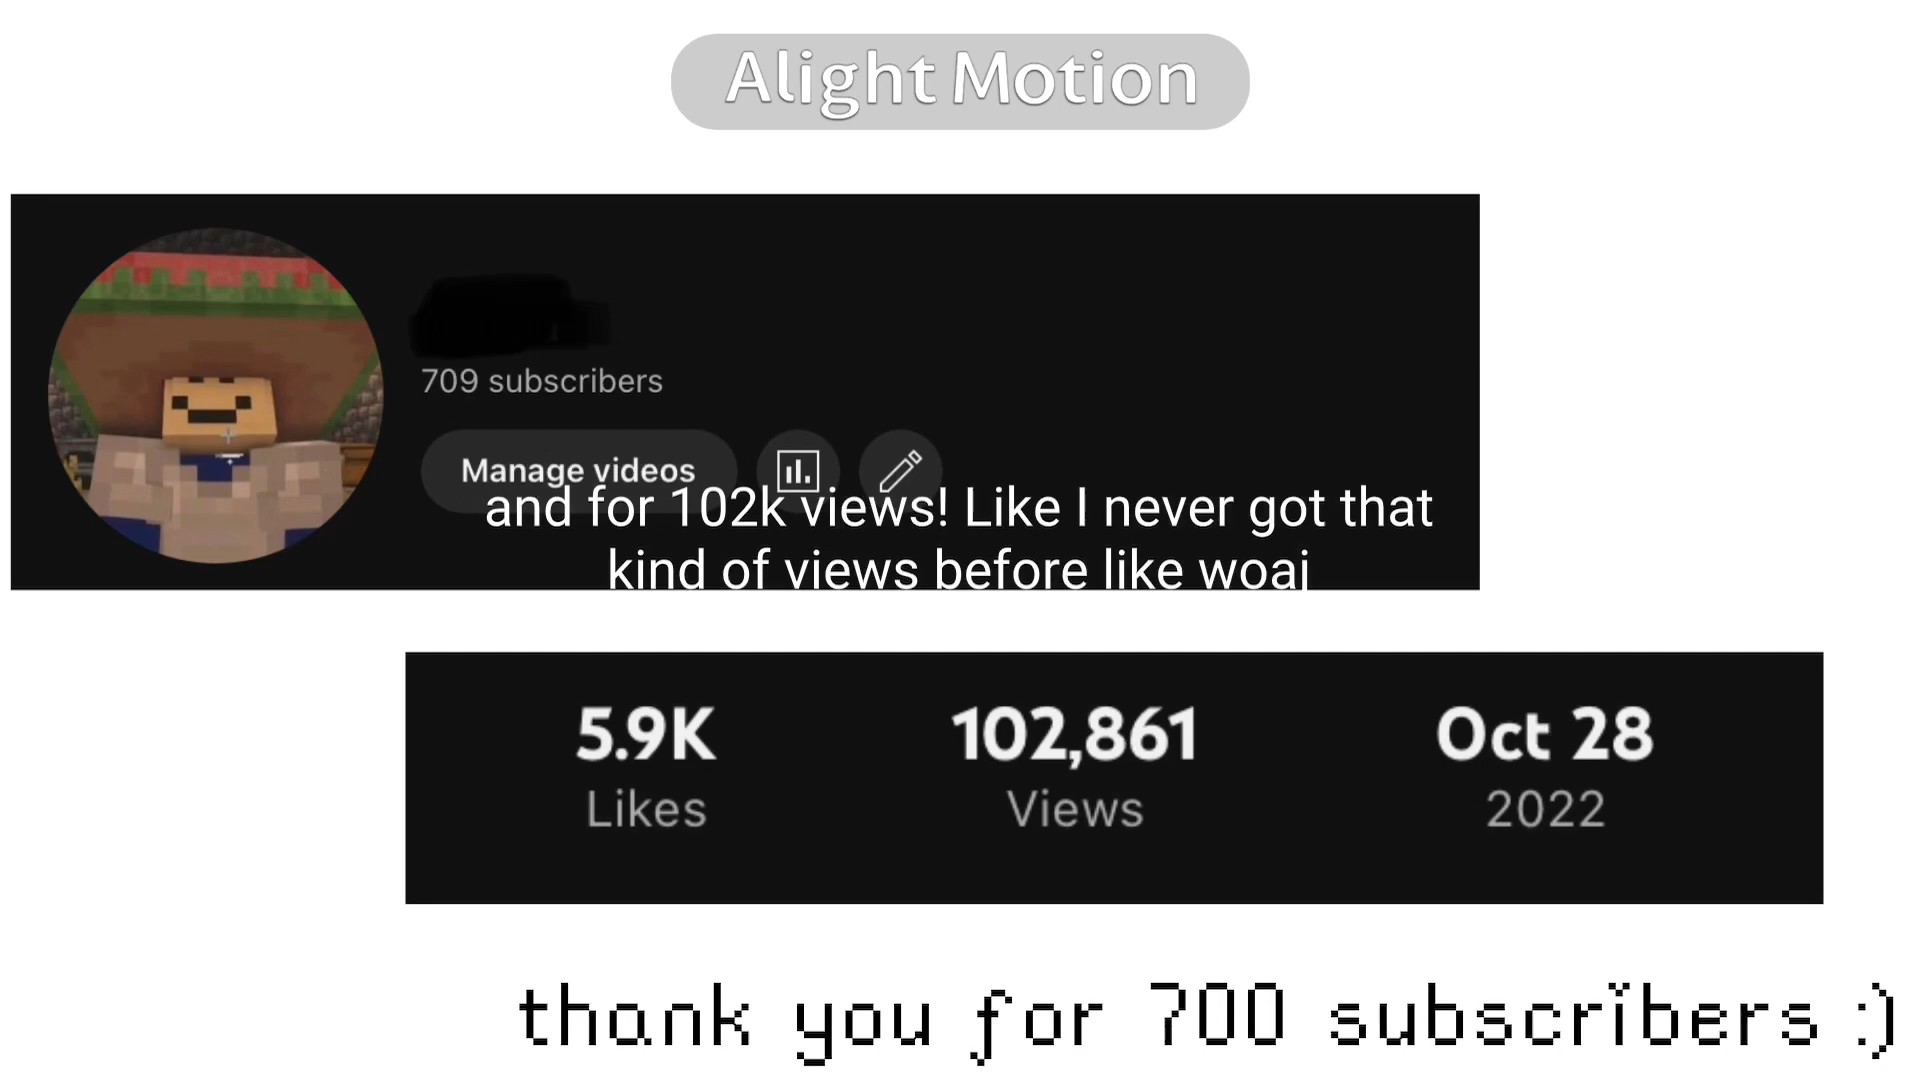 Alight Motion
709 subscribers
Manage videos
and for 102k views! Like I never got that
kind of views before like woaj
5.9K
Likes
102,861
Views
Oct 28
2022
thank you for 700 subscribers :)